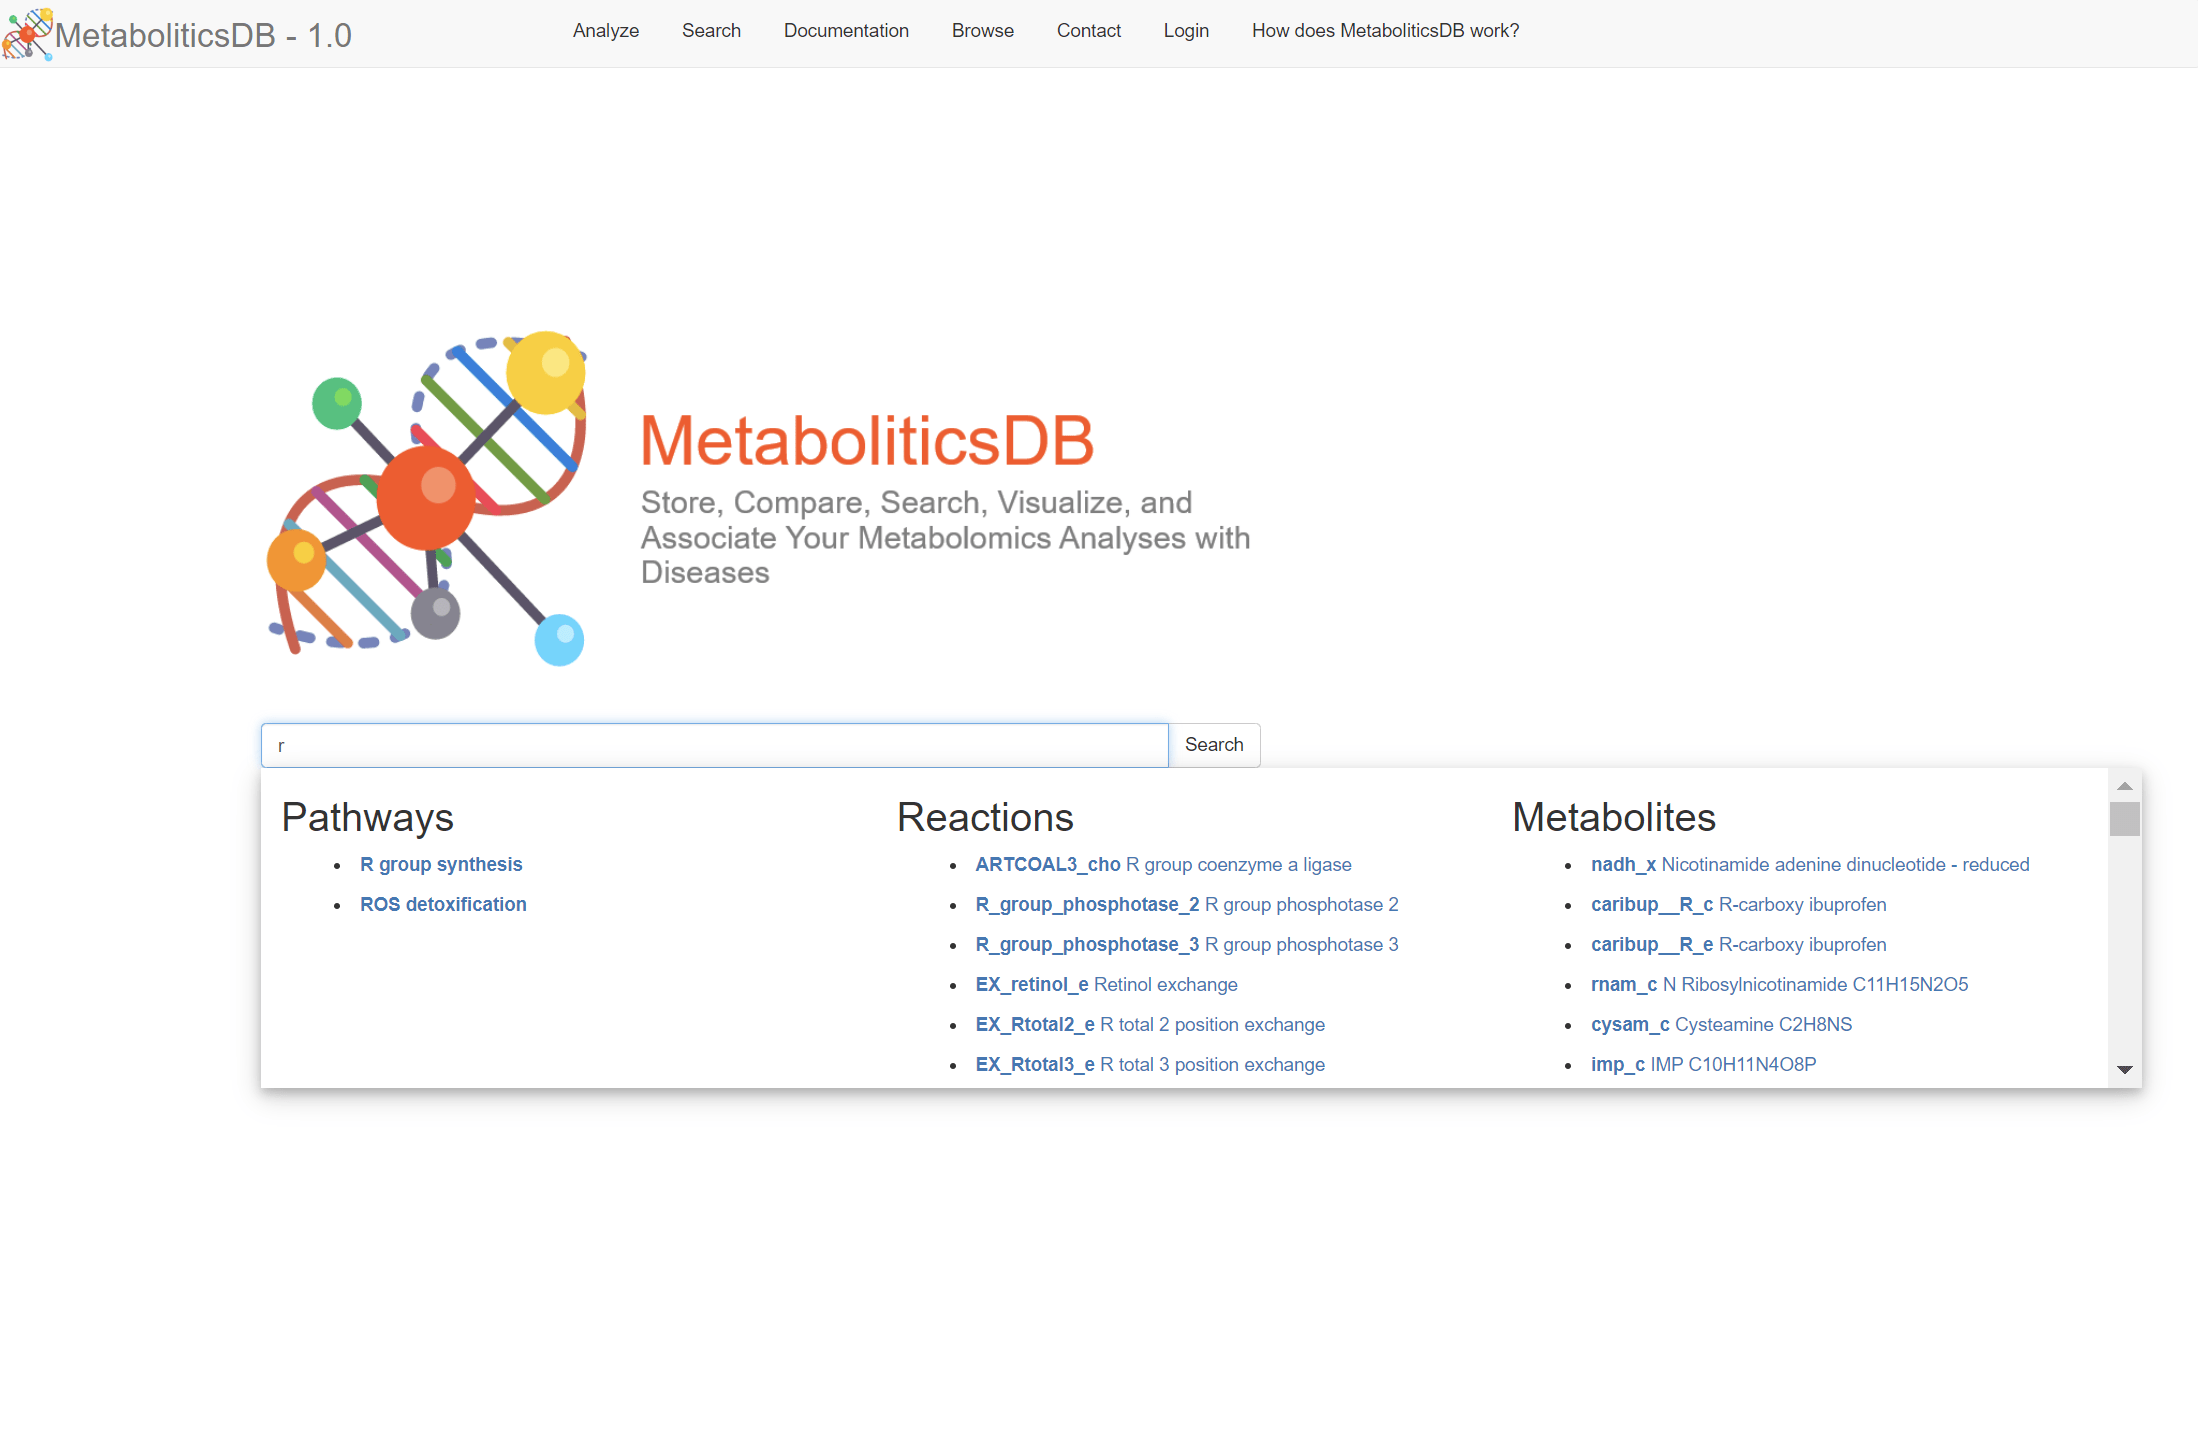 MetaboliticsDB - 1.0
Analyze
Search
Documentation
Browse
Contact
Login
How does MetaboliticsDB work?
MetaboliticsDB
Store, Compare, Search, Visualize, and
Associate Your Metabolomics Analyses with
Diseases
r
Search
Pathways
R group synthesis
ROS detoxification
Reactions
ARTCOAL3_cho R group coenzyme a ligase
R_group_phosphotase_2 R group phosphotase 2
R_group_phosphotase_3 R group phosphotase 3
EX_retinol_e Retinol exchange
EX_Rtotal2_e R total 2 position exchange
EX_Rtotal3_e R total 3 position exchange
Metabolites
nadh_x Nicotinamide adenine dinucleotide - reduced
caribup__R_c R-carboxy ibuprofen
caribup__R_e R-carboxy ibuprofen
rnam_c N Ribosylnicotinamide C11H15N2O5
cysam_c Cysteamine C2H8NS
imp_c IMP C10H11N4O8P